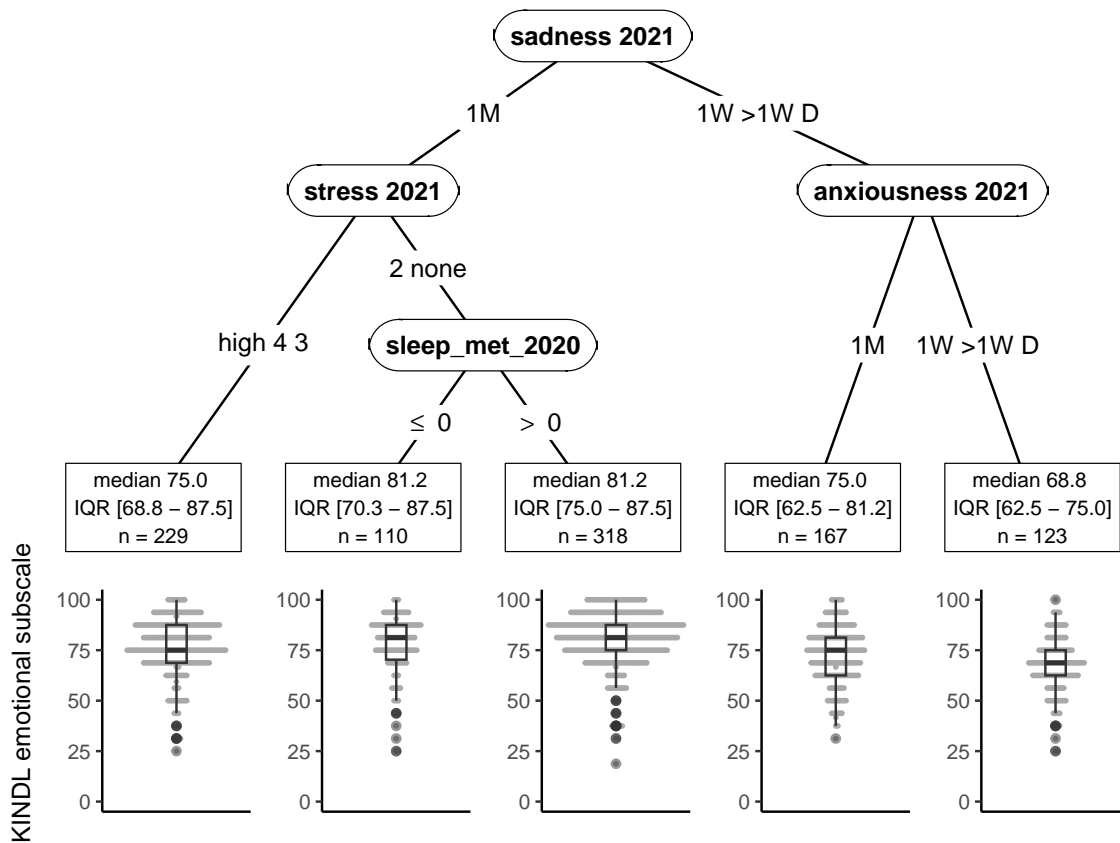 sadness 2021
1M
1W >1W D
stress 2021
anxiousness 2021
2 none
high 4 3
sleep_met_2020
1M
1W >1W D
≤ 0
> 0
median 75.0
IQR [68.8 – 87.5]
n = 229
median 81.2
IQR [70.3 – 87.5]
n = 110
median 81.2
IQR [75.0 – 87.5]
n = 318
median 75.0
IQR [62.5 – 81.2]
n = 167
median 68.8
IQR [62.5 – 75.0]
n = 123
KINDL emotional subscale
100
75
50
25
0
100
75
50
25
0
100
75
50
25
0
100
75
50
25
0
100
75
50
25
0